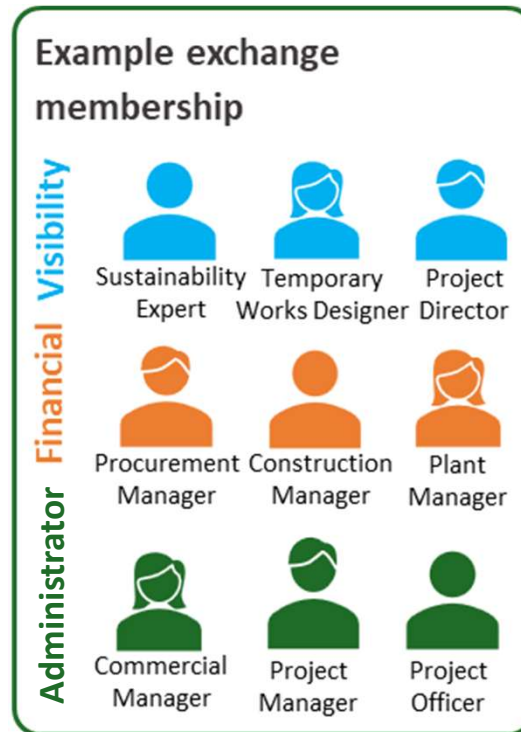 Example exchange
membership
Visibility
Sustainability
Expert
Temporary
Works Designer
Project
Director
Financial
Procurement
Manager
Construction
Manager
Plant
Manager
Administrator
Commercial
Manager
Project
Manager
Project
Officer